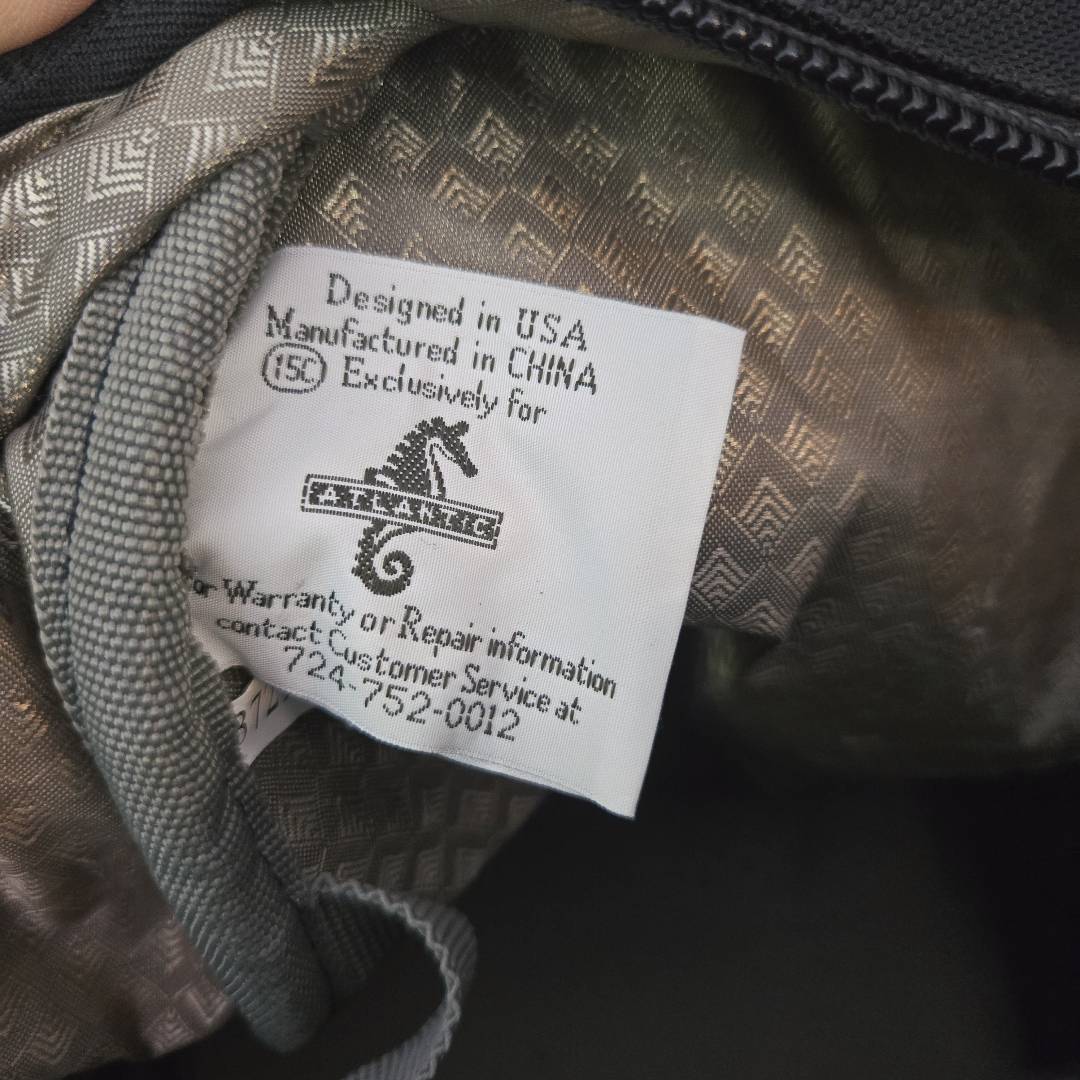 Designed in USA
Manufactured in CHINA
15C Exclusively for
ATLANTIC
For Warranty or Repair information
contact Customer Service at
724-752-0012